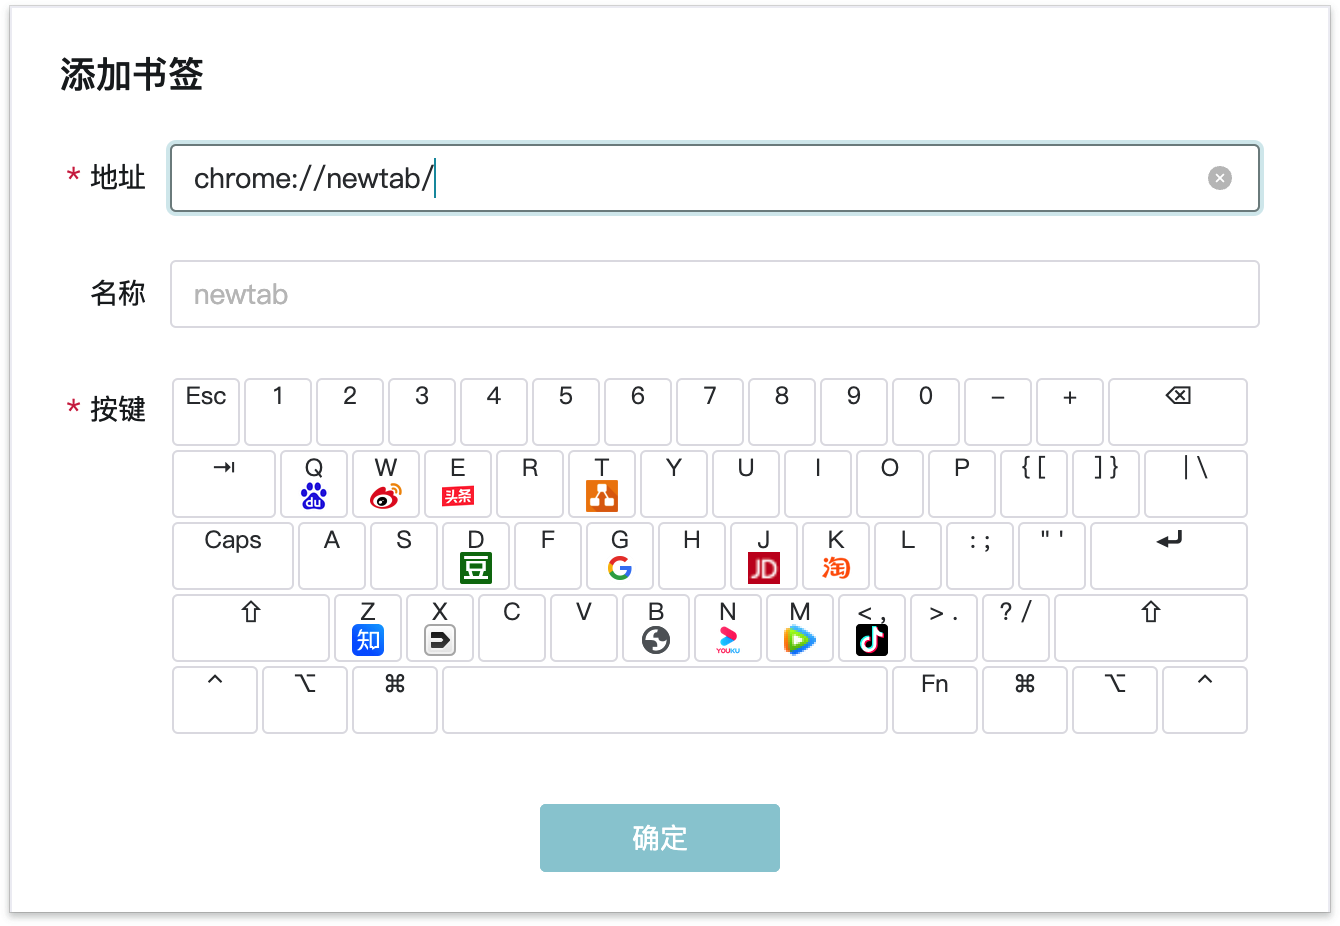 添加书签
* 地址 chrome://newtab/
名称 newtab
* 按键
Esc 1 2 3 4 5 6 7 8 9 0 – + ⌫
⇥ Q W E R T Y U I O P { [ ] } | \
du 头条
Caps A S D F G H J K L : ; " ' ↵
豆 G JD 淘
⇧ Z X C V B N M < , > . ? / ⇧
知 YOUKU
^ ⌥ ⌘ Fn ⌘ ⌥ ^
确定